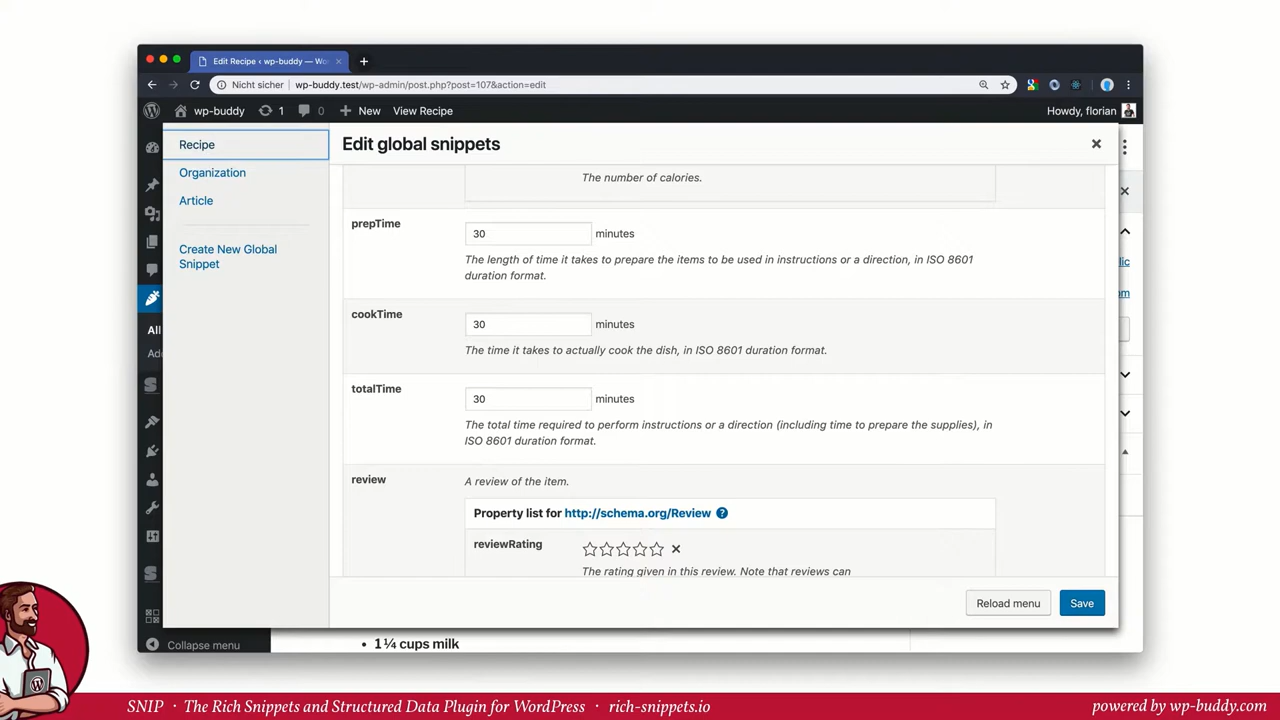 Edit Recipe ‹ wp-buddy — Wo
Nicht sicher
wp-buddy.test/wp-admin/post.php?post=107&action=edit
wp-buddy
1
0
New
View Recipe
Howdy, florian
Recipe
Organization
Article
Create New Global
Snippet
Edit global snippets
The number of calories.
prepTime
30 minutes
The length of time it takes to prepare the items to be used in instructions or a direction, in ISO 8601
duration format.
cookTime
30 minutes
The time it takes to actually cook the dish, in ISO 8601 duration format.
totalTime
30 minutes
The total time required to perform instructions or a direction (including time to prepare the supplies), in
ISO 8601 duration format.
review
A review of the item.
Property list for http://schema.org/Review
reviewRating
The rating given in this review. Note that reviews can
Reload menu
Save
All
Ad
lic
om
Collapse menu
• 1 ¼ cups milk
SNIP · The Rich Snippets and Structured Data Plugin for WordPress · rich-snippets.io
powered by wp-buddy.com